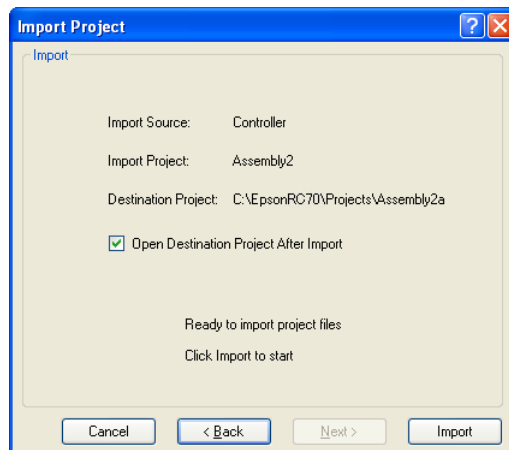 Import Project
Import
Import Source: Controller
Import Project: Assembly2
Destination Project: C:\EpsonRC70\Projects\Assembly2a
Open Destination Project After Import
Ready to import project files
Click Import to start
Cancel < Back Next > Import